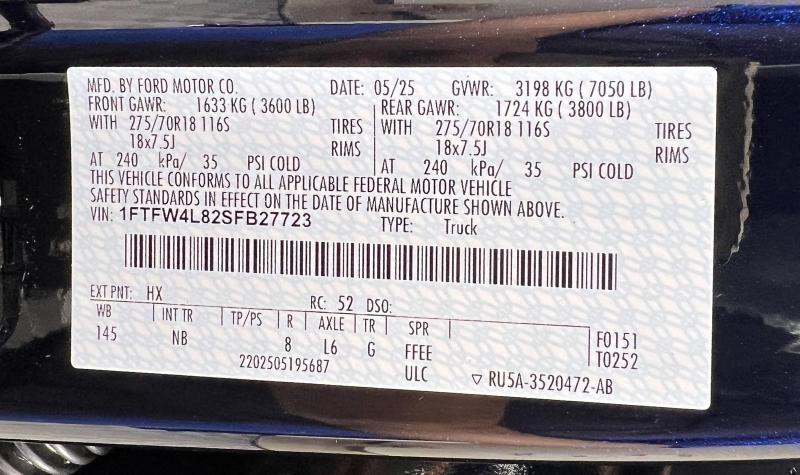 MFD. BY FORD MOTOR CO. DATE: 05/25 GVWR: 3198 KG ( 7050 LB)
FRONT GAWR: 1633 KG ( 3600 LB) REAR GAWR: 1724 KG ( 3800 LB)
WITH 275/70R18 116S TIRES WITH 275/70R18 116S TIRES
18x7.5J RIMS 18x7.5J RIMS
AT 240 kPa/ 35 PSI COLD AT 240 kPa/ 35 PSI COLD
THIS VEHICLE CONFORMS TO ALL APPLICABLE FEDERAL MOTOR VEHICLE
SAFETY STANDARDS IN EFFECT ON THE DATE OF MANUFACTURE SHOWN ABOVE.
VIN: 1FTFW4L82SFB27723 TYPE: Truck
EXT PNT: HX RC: 52 DSO:
WB INT TR TP/PS R AXLE TR SPR F0151
145 NB 8 L6 G FFEE T0252
2202505195687 ULC ▽ RU5A-3520472-AB